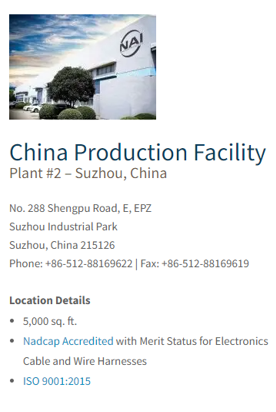 NAI
China Production Facility
Plant #2 – Suzhou, China
No. 288 Shengpu Road, E, EPZ
Suzhou Industrial Park
Suzhou, China 215126
Phone: +86-512-88169622 | Fax: +86-512-88169619
Location Details
• 5,000 sq. ft.
• Nadcap Accredited with Merit Status for Electronics
Cable and Wire Harnesses
• ISO 9001:2015